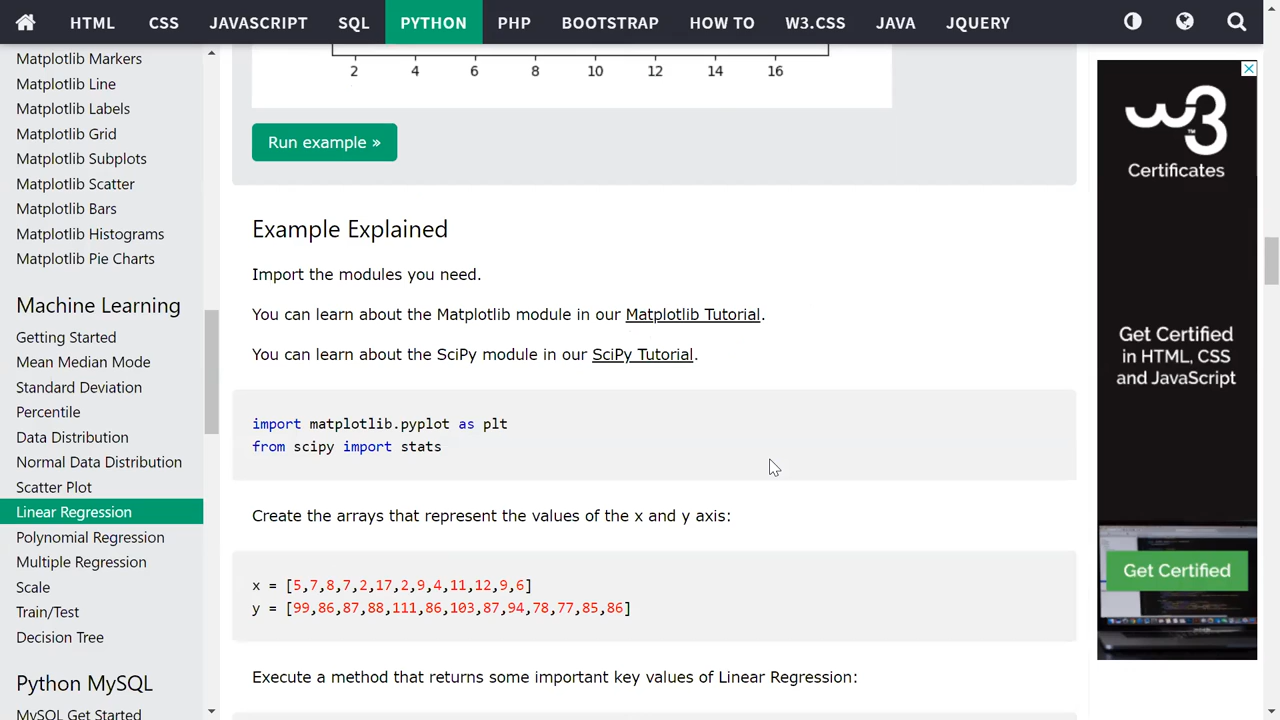 HTML CSS JAVASCRIPT SQL PYTHON PHP BOOTSTRAP HOW TO W3.CSS JAVA JQUERY
Matplotlib Markers
Matplotlib Line
Matplotlib Labels
Matplotlib Grid
Matplotlib Subplots
Matplotlib Scatter
Matplotlib Bars
Matplotlib Histograms
Matplotlib Pie Charts
Machine Learning
Getting Started
Mean Median Mode
Standard Deviation
Percentile
Data Distribution
Normal Data Distribution
Scatter Plot
Linear Regression
Polynomial Regression
Multiple Regression
Scale
Train/Test
Decision Tree
Python MySQL
MySQL Get Started
2 4 6 8 10 12 14 16
Run example »
Example Explained
Import the modules you need.
You can learn about the Matplotlib module in our Matplotlib Tutorial.
You can learn about the SciPy module in our SciPy Tutorial.
import matplotlib.pyplot as plt
from scipy import stats
Create the arrays that represent the values of the x and y axis:
x = [5,7,8,7,2,17,2,9,4,11,12,9,6]
y = [99,86,87,88,111,86,103,87,94,78,77,85,86]
Execute a method that returns some important key values of Linear Regression:
w3
TM
Certificates
Get Certified
in HTML, CSS
and JavaScript
Get Certified